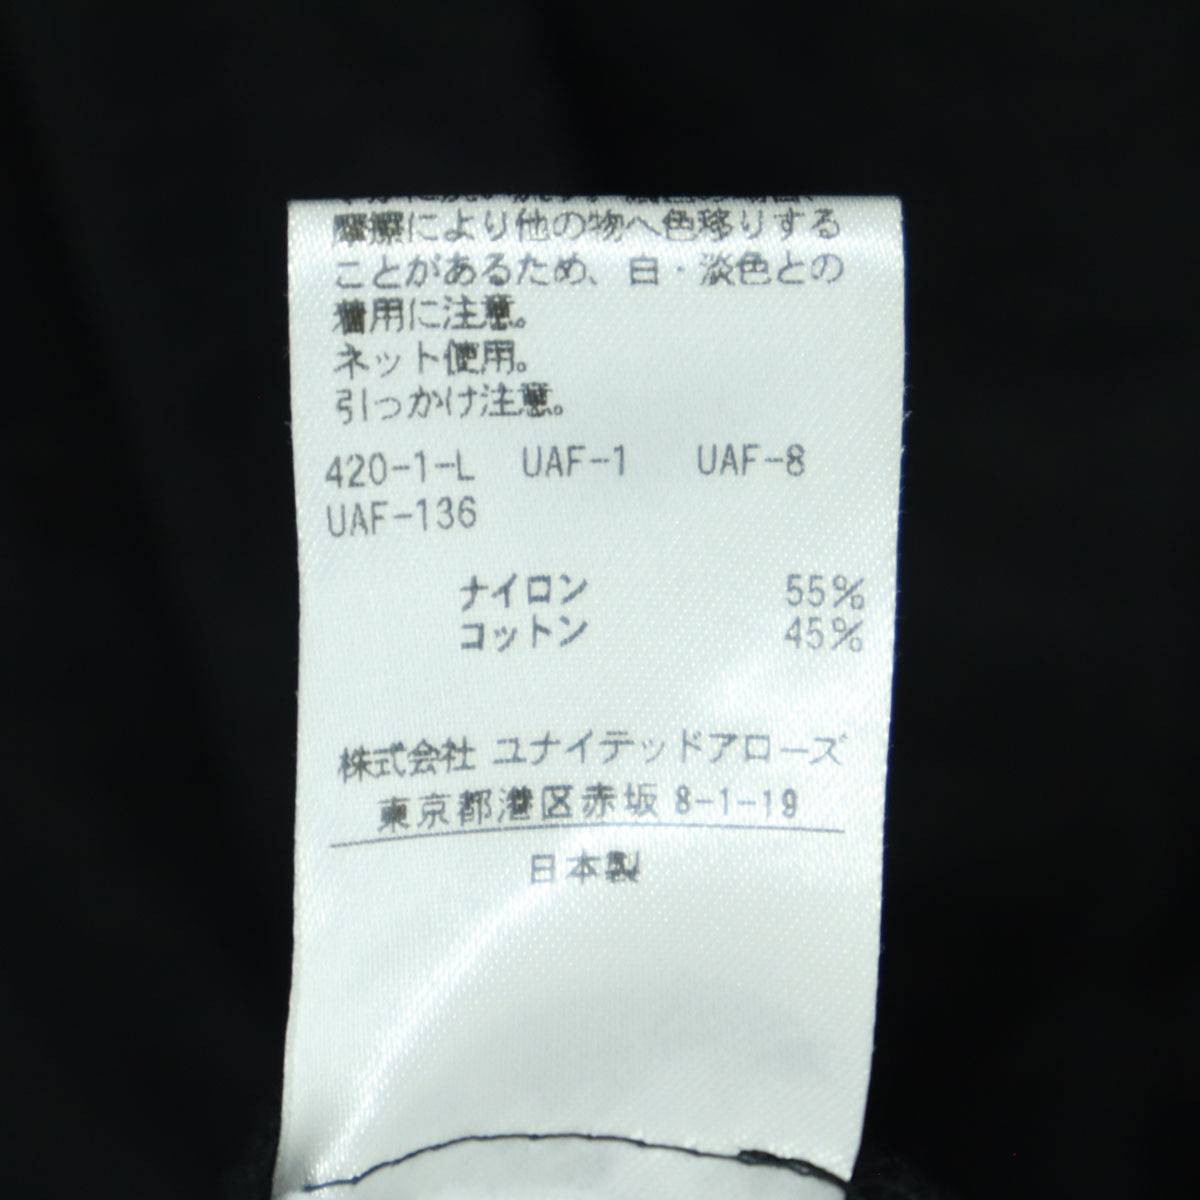 摩擦により他の物へ色移りする
ことがあるため、白・淡色との
着用に注意。
ネット使用。
引っかけ注意。
420-1-L UAF-1 UAF-8
UAF-136
ナイロン 55%
コットン 45%
株式会社 ユナイテッドアローズ
東京都港区赤坂 8-1-19
日本製